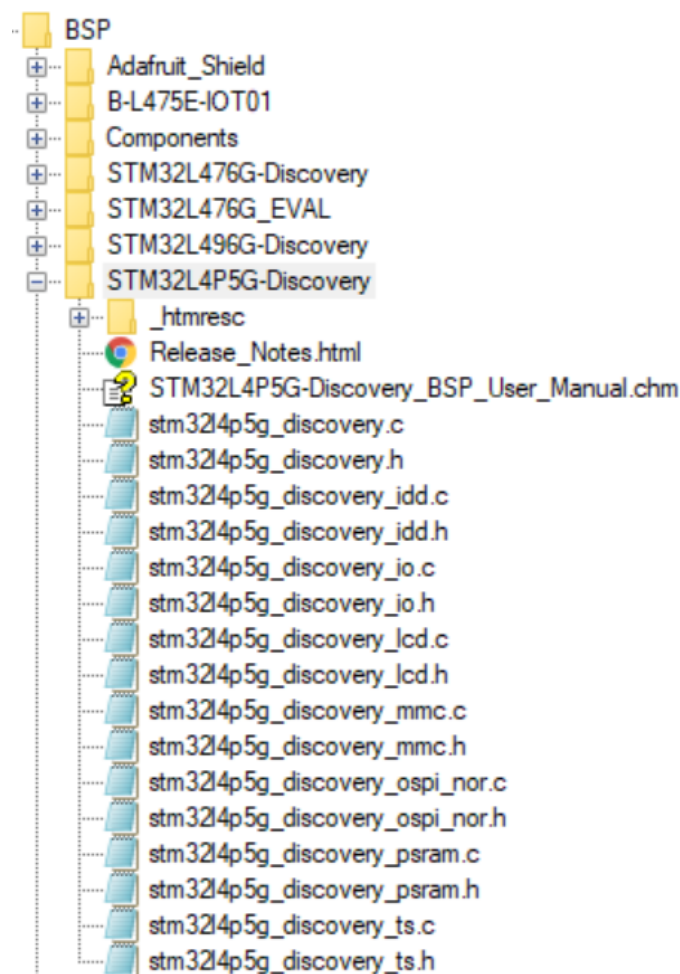 BSP
Adafruit_Shield
B-L475E-IOT01
Components
STM32L476G-Discovery
STM32L476G_EVAL
STM32L496G-Discovery
STM32L4P5G-Discovery
_htmresc
Release_Notes.html
STM32L4P5G-Discovery_BSP_User_Manual.chm
stm32l4p5g_discovery.c
stm32l4p5g_discovery.h
stm32l4p5g_discovery_idd.c
stm32l4p5g_discovery_idd.h
stm32l4p5g_discovery_io.c
stm32l4p5g_discovery_io.h
stm32l4p5g_discovery_lcd.c
stm32l4p5g_discovery_lcd.h
stm32l4p5g_discovery_mmc.c
stm32l4p5g_discovery_mmc.h
stm32l4p5g_discovery_ospi_nor.c
stm32l4p5g_discovery_ospi_nor.h
stm32l4p5g_discovery_psram.c
stm32l4p5g_discovery_psram.h
stm32l4p5g_discovery_ts.c
stm32l4p5g_discovery_ts.h